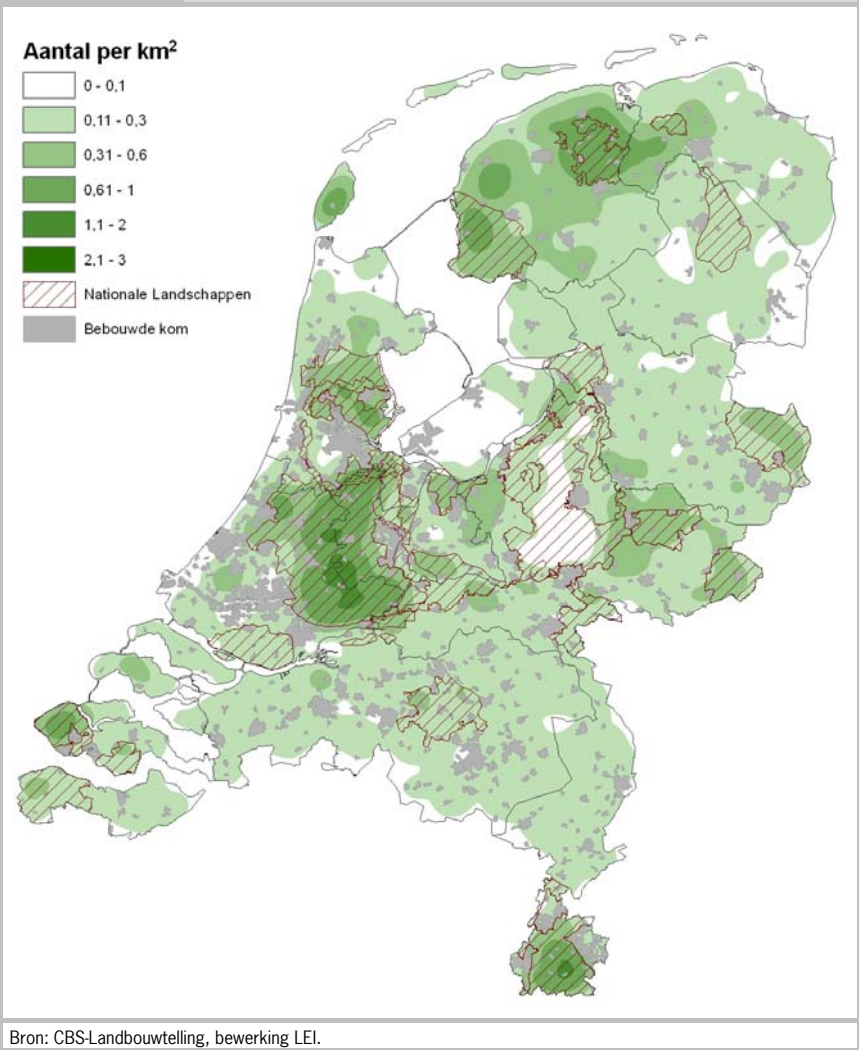 Aantal per km²
0 - 0,1
0,11 - 0,3
0,31 - 0,6
0,61 - 1
1,1 - 2
2,1 - 3
Nationale Landschappen
Bebouwde kom
Bron: CBS-Landbouwtelling, bewerking LEI.